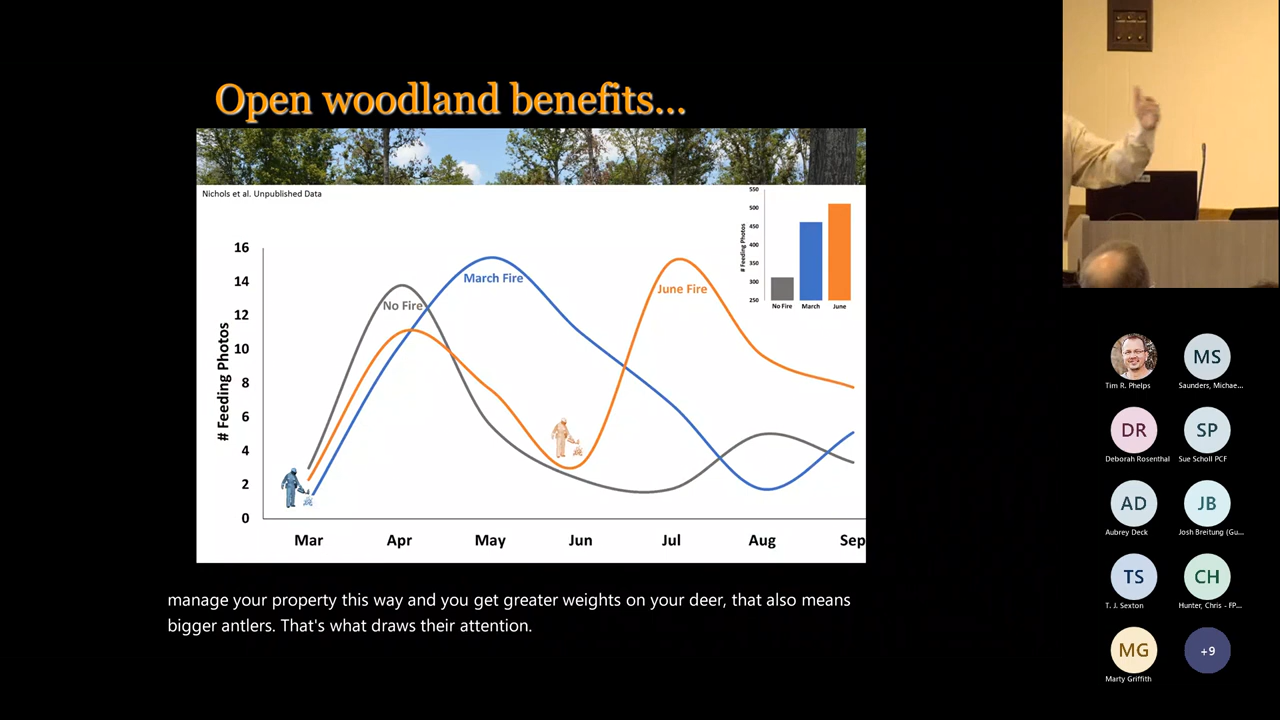 Open woodland benefits...
Nichols et al. Unpublished Data
# Feeding Photos
16
14
12
10
8
6
4
2
0
No Fire
March Fire
June Fire
Mar
Apr
May
Jun
Jul
Aug
Sep
# Feeding Photos
550
500
450
400
350
300
250
No Fire
March
June
manage your property this way and you get greater weights on your deer, that also means
bigger antlers. That's what draws their attention.
Tim R. Phelps
MS
Saunders, Michae...
DR
Deborah Rosenthal
SP
Sue Scholl PCF
AD
Aubrey Deck
JB
Josh Breitung (Gu...
TS
T. J. Sexton
CH
Hunter, Chris - FP...
MG
Marty Griffith
+9